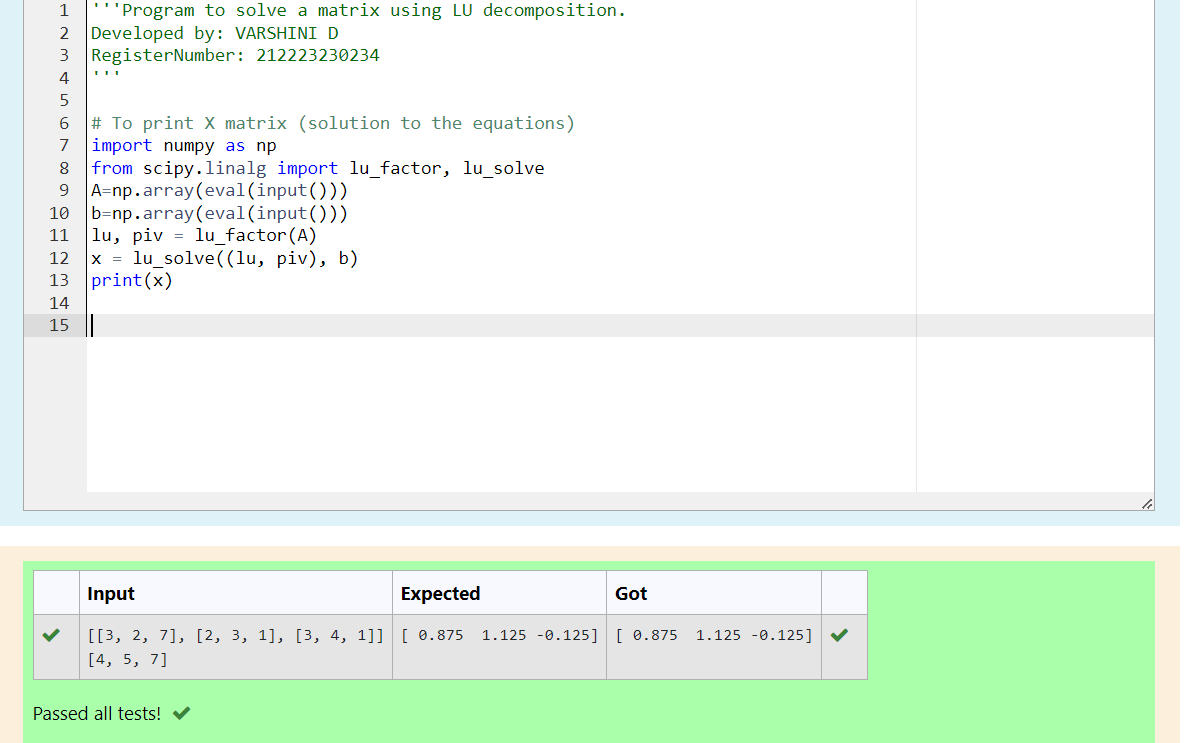 1 '''Program to solve a matrix using LU decomposition.
2 Developed by: VARSHINI D
3 RegisterNumber: 212223230234
4 '''
5
6 # To print X matrix (solution to the equations)
7 import numpy as np
8 from scipy.linalg import lu_factor, lu_solve
9 A=np.array(eval(input()))
10 b=np.array(eval(input()))
11 lu, piv = lu_factor(A)
12 x = lu_solve((lu, piv), b)
13 print(x)
14
15
Input Expected Got
[[3, 2, 7], [2, 3, 1], [3, 4, 1]] [ 0.875  1.125 -0.125] [ 0.875  1.125 -0.125]
[4, 5, 7]
Passed all tests!